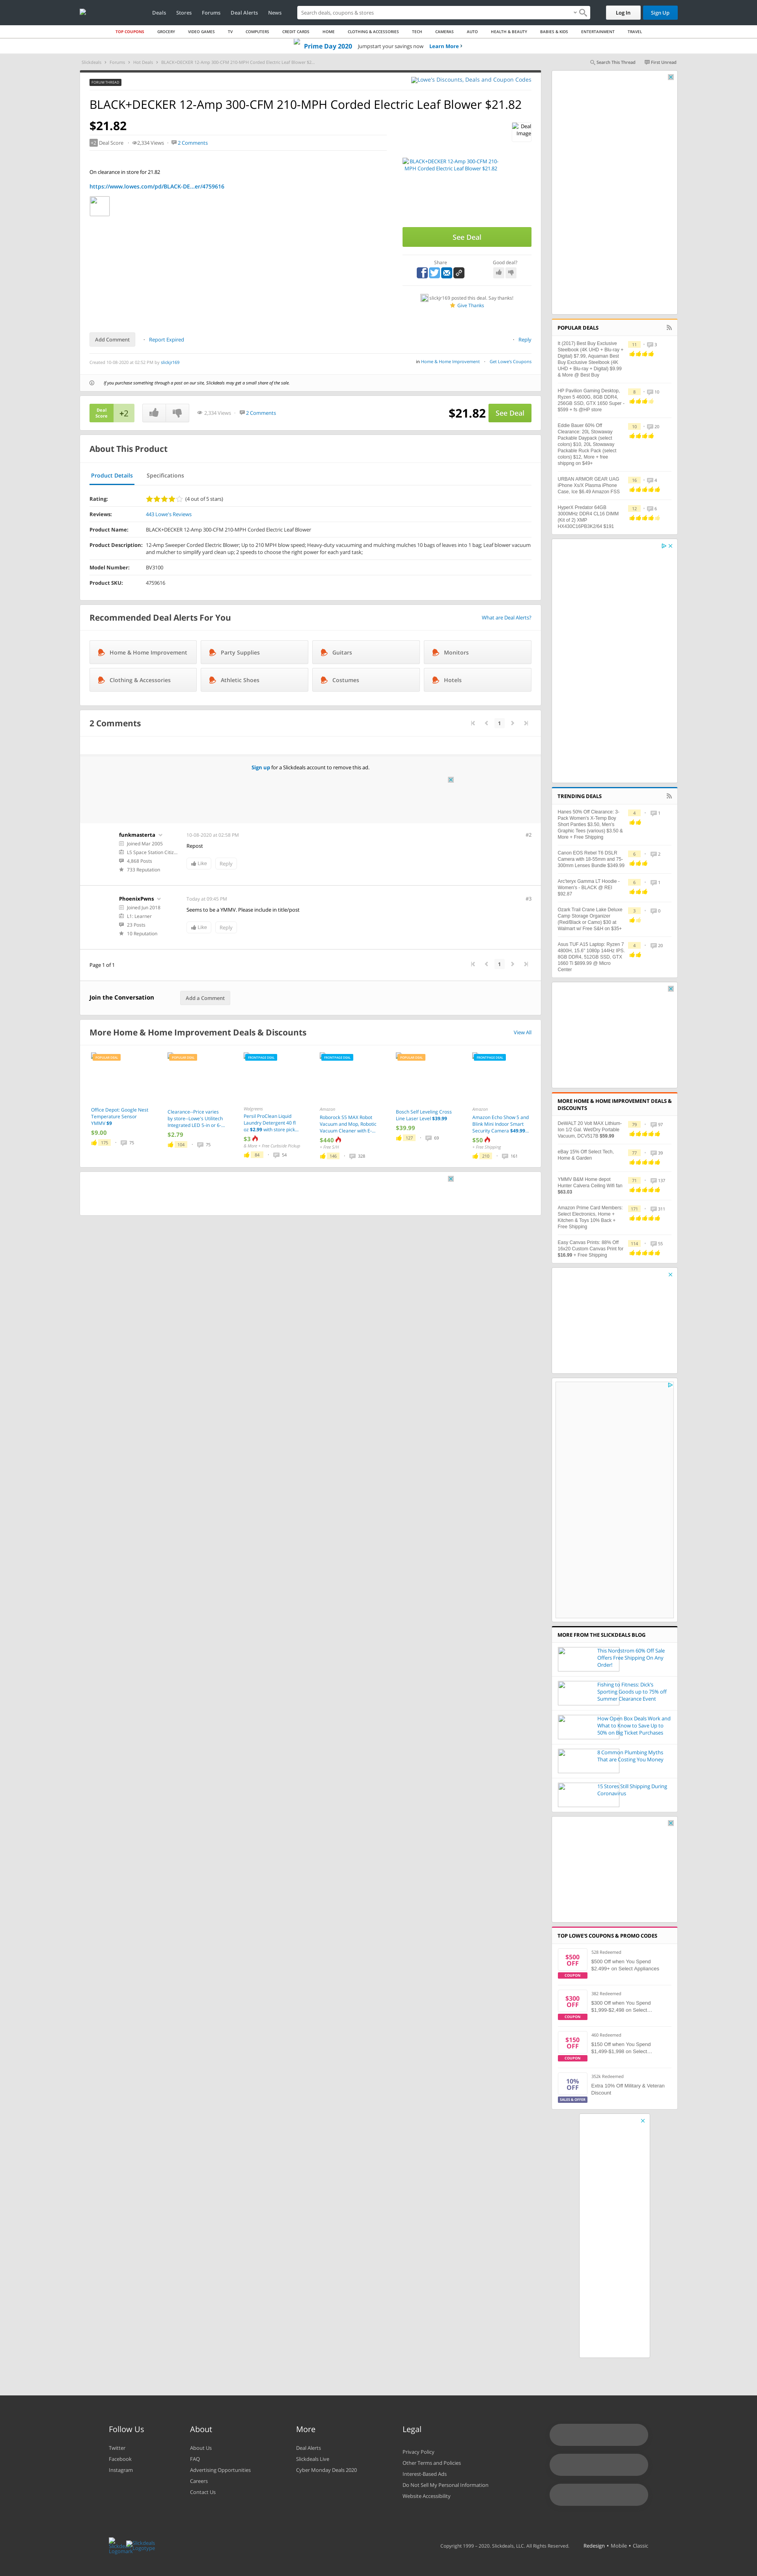 Deals
Stores
Forums
Deal Alerts
News
Search deals, coupons & stores
Log In
Sign Up
TOP COUPONS
GROCERY
VIDEO GAMES
TV
COMPUTERS
CREDIT CARDS
HOME
CLOTHING & ACCESSORIES
TECH
CAMERAS
AUTO
HEALTH & BEAUTY
BABIES & KIDS
ENTERTAINMENT
TRAVEL
Prime Day 2020 Jumpstart your savings now Learn More ›
Slickdeals > Forums > Hot Deals > BLACK+DECKER 12-Amp 300-CFM 210-MPH Corded Electric Leaf Blower $2...
Search This Thread
First Unread
FORUM THREAD
Lowe's Discounts, Deals and Coupon Codes
BLACK+DECKER 12-Amp 300-CFM 210-MPH Corded Electric Leaf Blower $21.82
$21.82
Deal Image
+2 Deal Score
2,334 Views
2 Comments
On clearance in store for 21.82
https://www.lowes.com/pd/BLACK-DE...er/4759616
BLACK+DECKER 12-Amp 300-CFM 210-MPH Corded Electric Leaf Blower $21.82
See Deal
Share
Good deal?
slickjr169 posted this deal. Say thanks!
Give Thanks
Add Comment
Report Expired
Reply
Created 10-08-2020 at 02:52 PM by slickjr169
in Home & Home Improvement
Get Lowe's Coupons
If you purchase something through a post on our site, Slickdeals may get a small share of the sale.
Deal Score
+2
2,334 Views
2 Comments
$21.82
See Deal
About This Product
Product Details
Specifications
Rating: (4 out of 5 stars)
Reviews: 443 Lowe's Reviews
Product Name: BLACK+DECKER 12-Amp 300-CFM 210-MPH Corded Electric Leaf Blower
Product Description: 12-Amp Sweeper Corded Electric Blower; Up to 210 MPH blow speed; Heavy-duty vacuuming and mulching mulches 10 bags of leaves into 1 bag; Leaf blower vacuum and mulcher to simplify yard clean up; 2 speeds to choose the right power for each yard task;
Model Number: BV3100
Product SKU: 4759616
Recommended Deal Alerts For You
What are Deal Alerts?
Home & Home Improvement
Party Supplies
Guitars
Monitors
Clothing & Accessories
Athletic Shoes
Costumes
Hotels
2 Comments
1
Sign up for a Slickdeals account to remove this ad.
funkmasterta
Joined Mar 2005
L5 Space Station Citiz...
4,868 Posts
733 Reputation
10-08-2020 at 02:58 PM
#2
Repost
Like
Reply
PhoenixPwns
Joined Jun 2018
L1: Learner
23 Posts
10 Reputation
Today at 09:45 PM
#3
Seems to be a YMMV. Please include in title/post
Like
Reply
Page 1 of 1
1
Join the Conversation
Add a Comment
More Home & Home Improvement Deals & Discounts
View All
POPULAR DEAL
Office Depot: Google Nest Temperature Sensor YMMV $9
$9.00
175
75
POPULAR DEAL
Clearance--Price varies by store--Lowe's Utilitech Integrated LED 5-in or 6-...
$2.79
104
75
FRONTPAGE DEAL
Walgreens
Persil ProClean Liquid Laundry Detergent 40 fl oz $2.99 with store pick...
$3
& More + Free Curbside Pickup
84
54
FRONTPAGE DEAL
Amazon
Roborock S5 MAX Robot Vacuum and Mop, Robotic Vacuum Cleaner with E-...
$440
+ Free S/H
146
328
POPULAR DEAL
Bosch Self Leveling Cross Line Laser Level $39.99
$39.99
127
69
FRONTPAGE DEAL
Amazon
Amazon Echo Show 5 and Blink Mini Indoor Smart Security Camera $49.99...
$50
+ Free Shipping
210
161
POPULAR DEALS
It (2017) Best Buy Exclusive Steelbook (4K UHD + Blu-ray + Digital) $7.99, Aquaman Best Buy Exclusive Steelbook (4K UHD + Blu-ray + Digital) $9.99 & More @ Best Buy
11
3
HP Pavilion Gaming Desktop, Ryzen 5 4600G, 8GB DDR4, 256GB SSD, GTX 1650 Super - $599 + fs @HP store
8
10
Eddie Bauer 60% Off Clearance: 20L Stowaway Packable Daypack (select colors) $10, 20L Stowaway Packable Ruck Pack (select colors) $12, More + free shipping on $49+
18
20
URBAN ARMOR GEAR UAG iPhone Xs/X Plasma iPhone Case, Ice $6.49 Amazon FSS
16
4
HyperX Predator 64GB 3000MHz DDR4 CL16 DIMM (Kit of 2) XMP HX430C16PB3K2/64 $191
12
6
TRENDING DEALS
Hanes 50% Off Clearance: 3-Pack Women's X-Temp Boy Short Panties $3.50, Men's Graphic Tees (various) $3.50 & More + Free Shipping
4
1
Canon EOS Rebel T6 DSLR Camera with 18-55mm and 75-300mm Lenses Bundle $349.99
6
2
Arc'teryx Gamma LT Hoodie - Women's - BLACK @ REI $92.87
6
1
Ozark Trail Crane Lake Deluxe Camp Storage Organizer (Red/Black or Camo) $30 at Walmart w/ Free S&H on $35+
3
0
Asus TUF A15 Laptop: Ryzen 7 4800H, 15.6" 1080p 144Hz IPS, 8GB DDR4, 512GB SSD, GTX 1660 Ti $899.99 @ Micro Center
4
20
MORE HOME & HOME IMPROVEMENT DEALS & DISCOUNTS
DeWALT 20 Volt MAX Lithium-Ion 1/2 Gal. Wet/Dry Portable Vacuum, DCV517B $59.99
76
97
eBay 15% Off Select Tech, Home & Garden
77
39
YMMV B&M Home depot Hunter Calvera Ceiling Wifi fan $63.03
71
137
Amazon Prime Card Members: Select Electronics, Home + Kitchen & Toys 10% Back + Free Shipping
171
311
Easy Canvas Prints: 88% Off 16x20 Custom Canvas Print for $16.99 + Free Shipping
114
55
MORE FROM THE SLICKDEALS BLOG
This Nordstrom 60% Off Sale Offers Free Shipping On Any Order!
Fishing to Fitness: Dick's Sporting Goods up to 75% off Summer Clearance Event
How Open Box Deals Work and What to Know to Save Up to 50% on Big Ticket Purchases
8 Common Plumbing Myths That are Costing You Money
15 Stores Still Shipping During Coronavirus
TOP LOWE'S COUPONS & PROMO CODES
$500 OFF
COUPON
528 Redeemed
$500 Off when You Spend $2,499+ on Select Appliances
$300 OFF
COUPON
381 Redeemed
$300 Off when You Spend $1,999-$2,498 on Select...
$150 OFF
COUPON
460 Redeemed
$150 Off when You Spend $1,499-$1,998 on Select...
10% OFF
SALES & OFFER
352k Redeemed
Extra 10% Off Military & Veteran Discount
Follow Us
Twitter
Facebook
Instagram
About
About Us
FAQ
Advertising Opportunities
Careers
Contact Us
More
Deal Alerts
Slickdeals Live
Cyber Monday Deals 2020
Legal
Privacy Policy
Other Terms and Policies
Interest-Based Ads
Do Not Sell My Personal Information
Website Accessibility
Slickdeals Logomark
Slickdeals Logotype
Copyright 1999 - 2020. Slickdeals, LLC. All Rights Reserved.
Redesign • Mobile • Classic